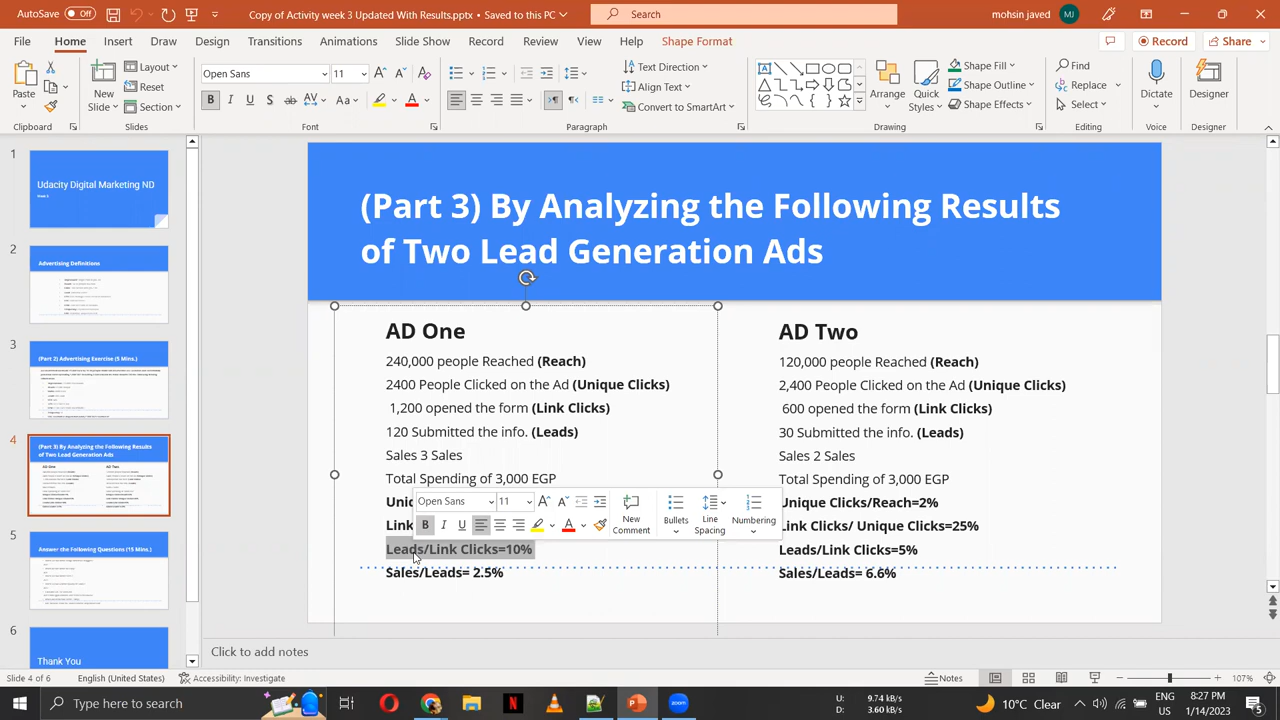 AutoSave Off
Copy of Activity week 3 Updated With Results
Search
mohsin javed
MJ
File
Home
Insert
Draw
Design
Transitions
Animations
Slide Show
Record
Review
View
Help
Shape Format
Record
Share
Paste
New
Slide
Layout
Reset
Section
Open Sans
11
Text Direction
Align Text
Convert to SmartArt
Arrange
Quick
Styles
Shape Fill
Shape Outline
Shape Effects
Find
Replace
Select
Dictate
Designer
Clipboard
Slides
Font
Paragraph
Drawing
Editing
Voice
Designer
1
Udacity Digital Marketing ND
2
Advertising Definitions
3
(Part 2) Advertising Exercise (5 Mins.)
4
(Part 3) By Analyzing the Following Results
of Two Lead Generation Ads
5
Answer the Following Questions (15 Mins.)
6
Thank You
(Part 3) By Analyzing the Following Results
of Two Lead Generation Ads
AD One
240,000 people Reached (Reach)
2400 People Clicked on the Ad (Unique Clicks)
1,200 opened the form (Link Clicks)
120 Submitted the info. (Leads)
Sales 3 Sales
Total Spending of 3,000 EGP
Leads/Link Clicks=10%
Sales/Leads= 2.5%
Open Sans
11
New
Comment
Bullets
Line
Spacing
Numbering
AD Two
120,000 people Reached (Reach)
2,400 People Clicked on the Ad (Unique Clicks)
600 opened the form (Link Clicks)
30 Submitted the info. (Leads)
Sales 2 Sales
Total Spending of 3,000 EGP
Unique Clicks/Reach=2%
Link Clicks/ Unique Clicks=25%
Leads/Link Clicks=5%
Sales/Leads= 6.6%
Click to add notes
Slide 4 of 6
English (United States)
Accessibility: Investigate
Notes
107%
Type here to search
U: 9.74 kB/s
D: 3.60 kB/s
10°C Clear
ENG
US
8:27 PM
1/14/2023